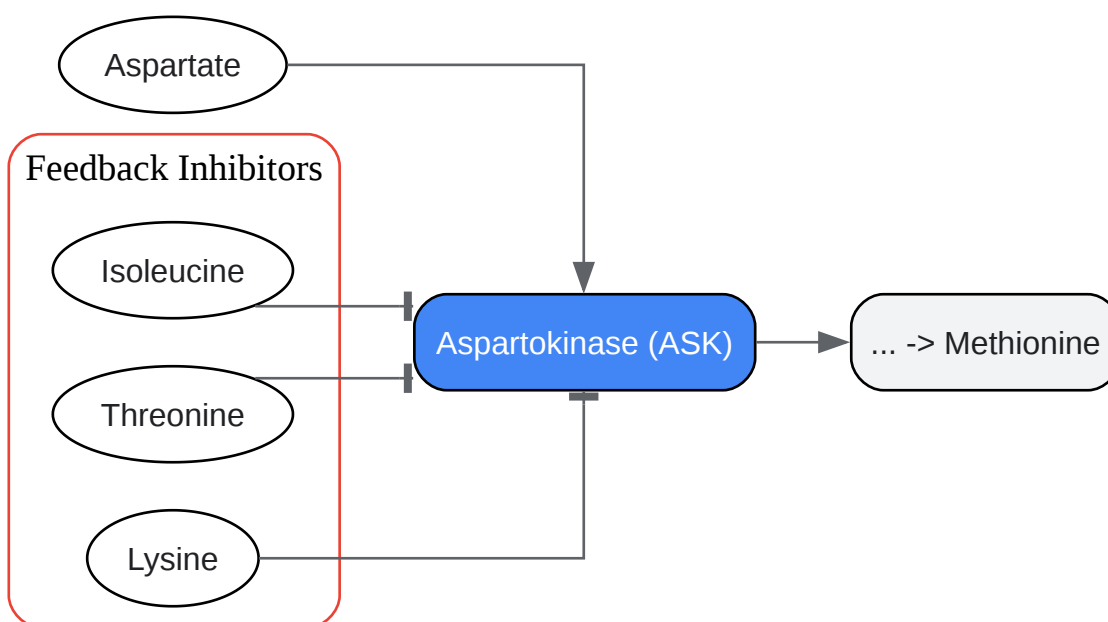 Aspartate
Feedback Inhibitors
Isoleucine
Aspartokinase (ASK)
... -> Methionine
Threonine
Lysine